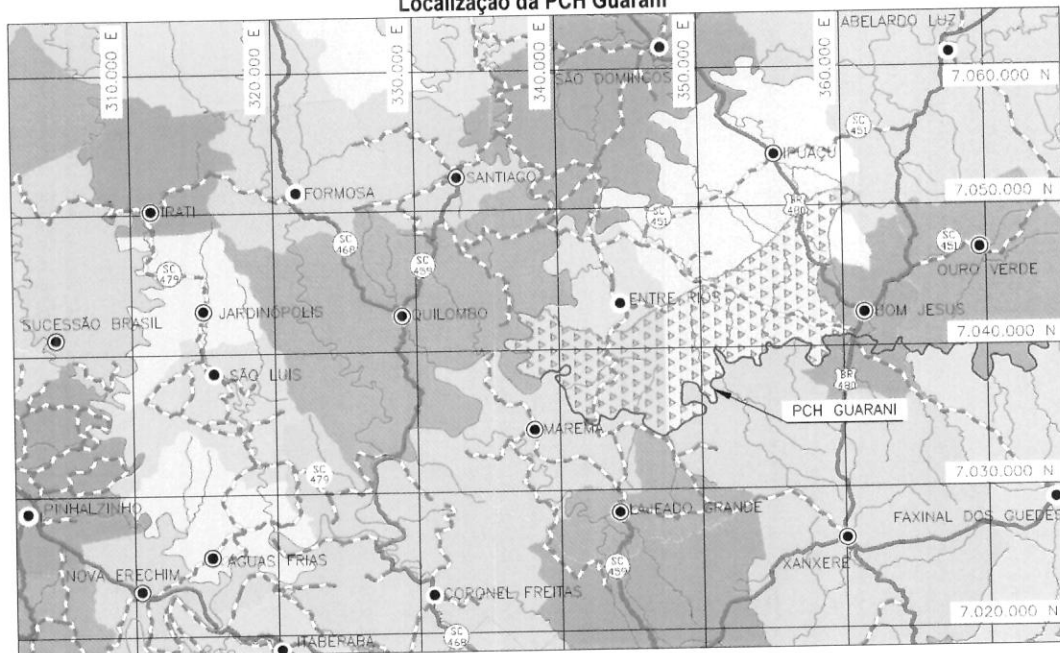 Localização da PCH Guarani
310.000 E
320.000 E
330.000 E
340.000 E
350.000 E
360.000 E
ABELARDO LUZ
7.060.000 N
SÃO DOMINGOS
SC 451
IPUAÇU
SANTIAGO
FORMOSA
7.050.000 N
IRATI
BR 480
SC 451
SC 468
SC 459
SC 451
OURO VERDE
SC 479
ENTRE RIOS
JARDINÓPOLIS
QUILOMBO
BOM JESUS
SUCESSÃO BRASIL
7.040.000 N
SÃO LUIS
BR 480
PCH GUARANI
MAREMA
7.030.000 N
SC 479
PINHALZINHO
LAJEADO GRANDE
FAXINAL DOS GUEDES
XANXERÊ
AGUAS FRIAS
SC 459
NOVA ERECHIM
CORONEL FREITAS
7.020.000 N
SC 468
ITABERABA